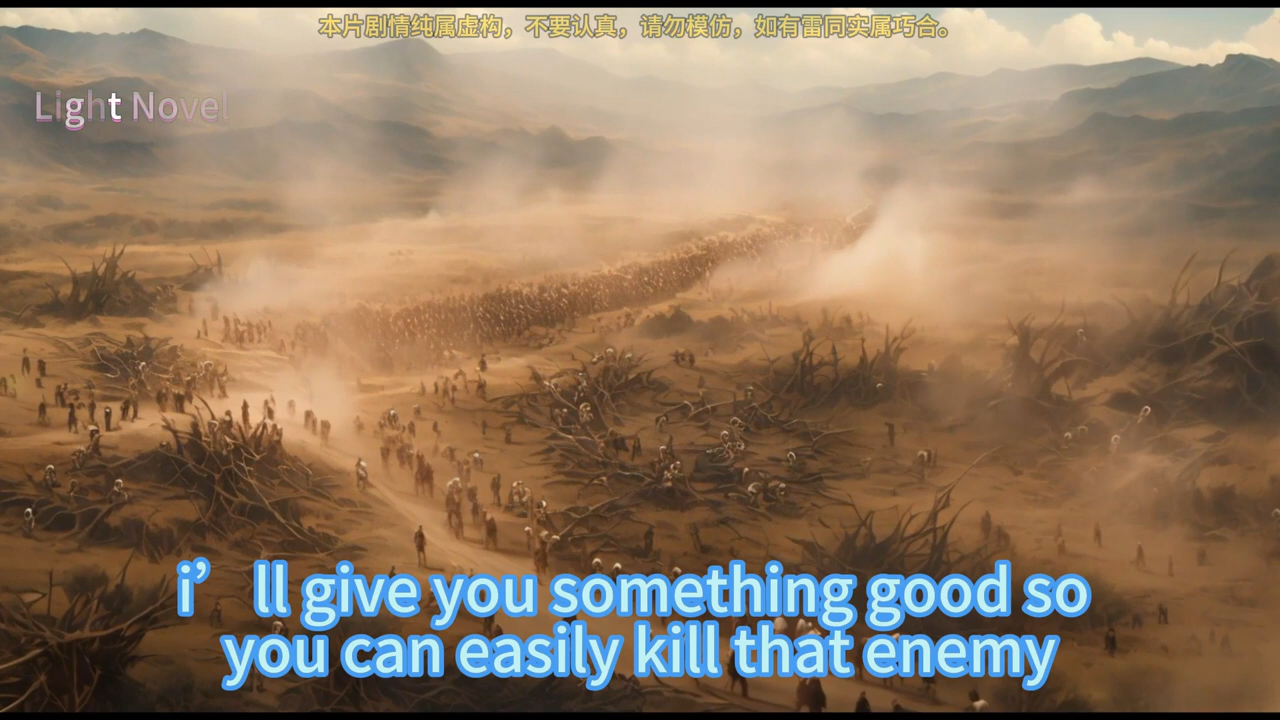 本片剧情纯属虚构，不要认真，请勿模仿，如有雷同实属巧合。
Light Novel
i’ll give you something good so
you can easily kill that enemy